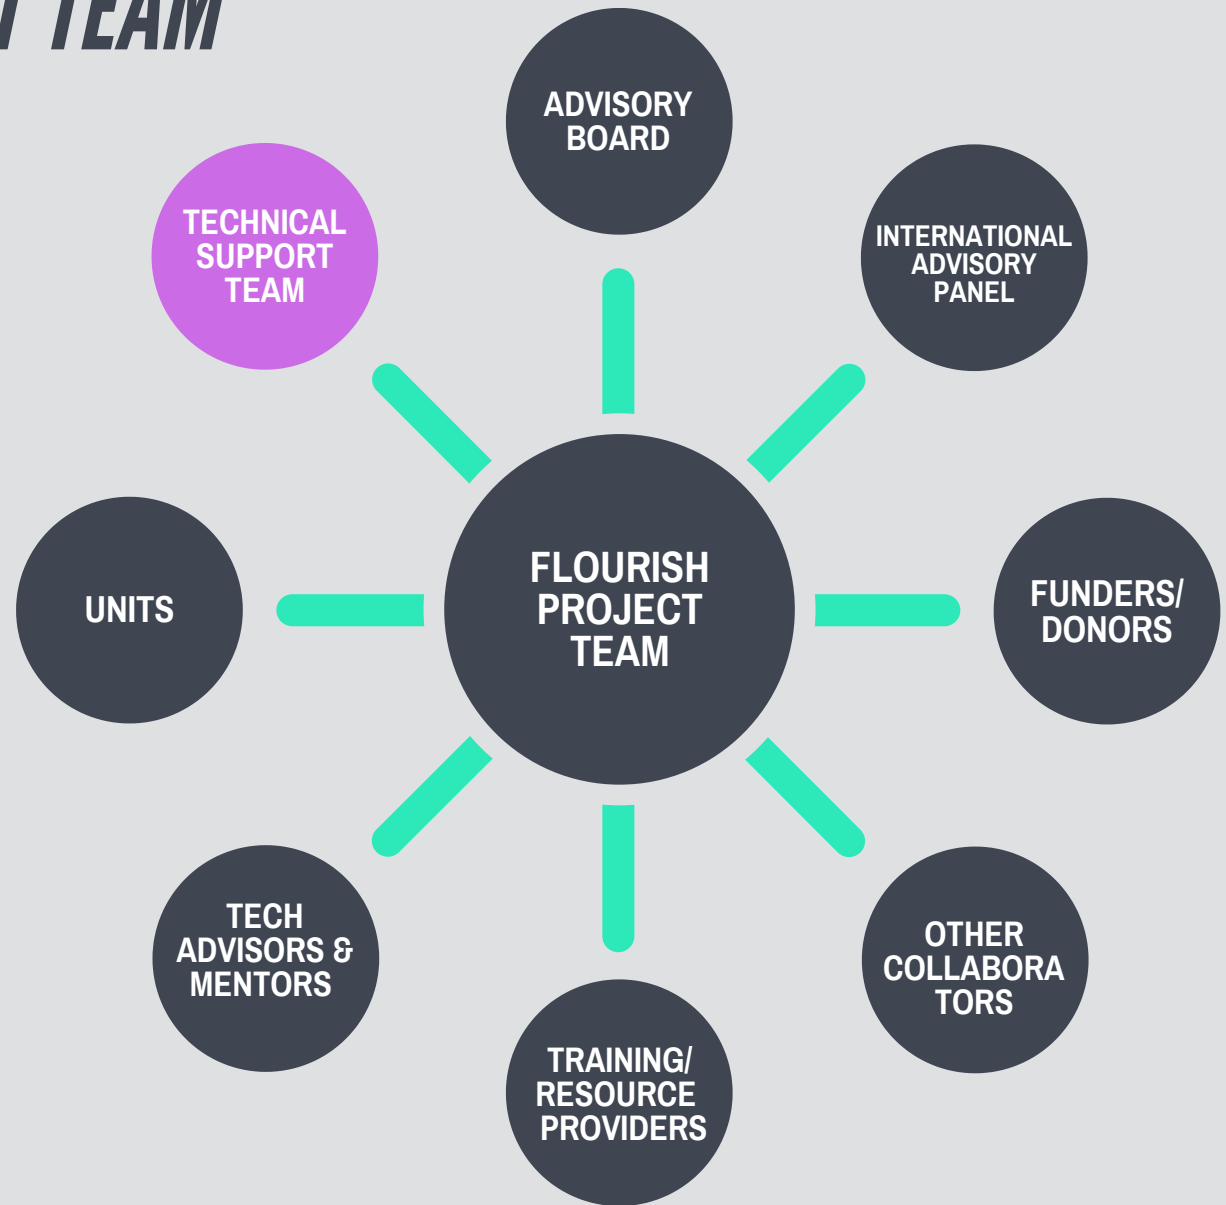 TEAM
ADVISORY
BOARD
TECHNICAL
SUPPORT
TEAM
INTERNATIONAL
ADVISORY
PANEL
UNITS
FLOURISH
PROJECT
TEAM
FUNDERS/
DONORS
TECH
ADVISORS &
MENTORS
OTHER
COLLABORA
TORS
TRAINING/
RESOURCE
PROVIDERS